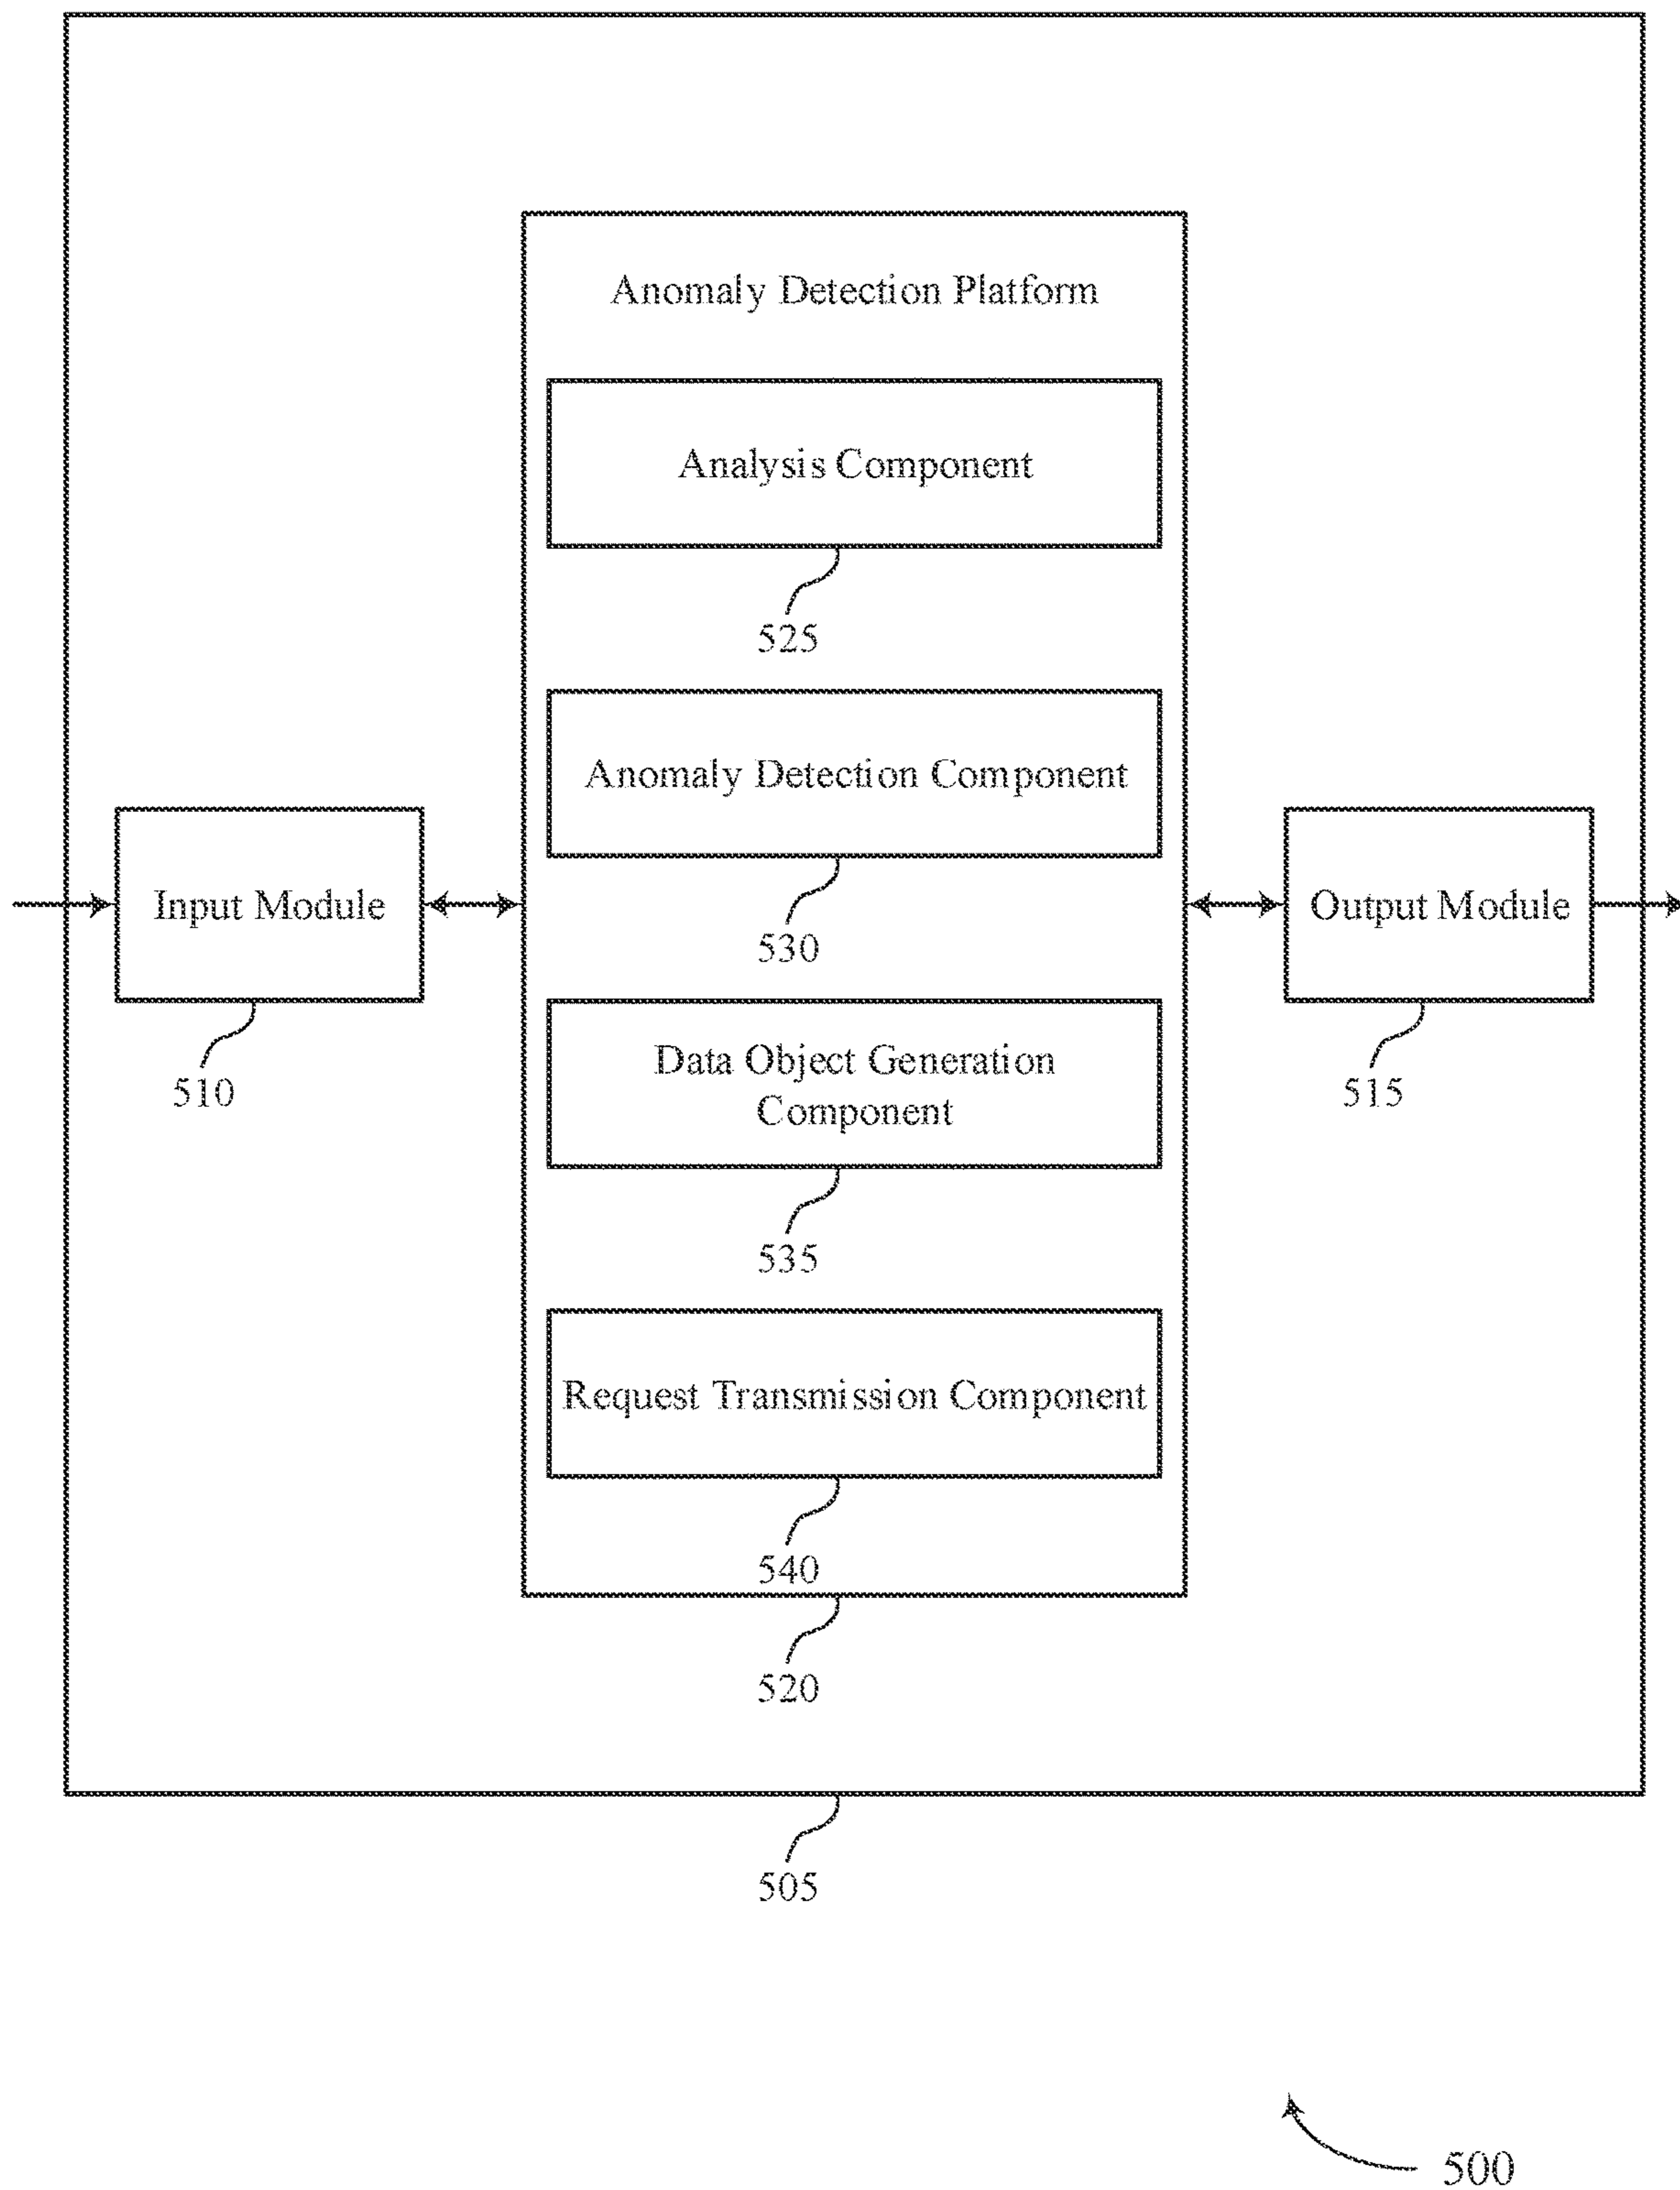 Anomaly Detection Platform
Analysis Component
525
Anomaly Detection Component
530
Input Module
510
Output Module
515
Data Object Generation
Component
535
Request Transmission Component
540
520
505
500